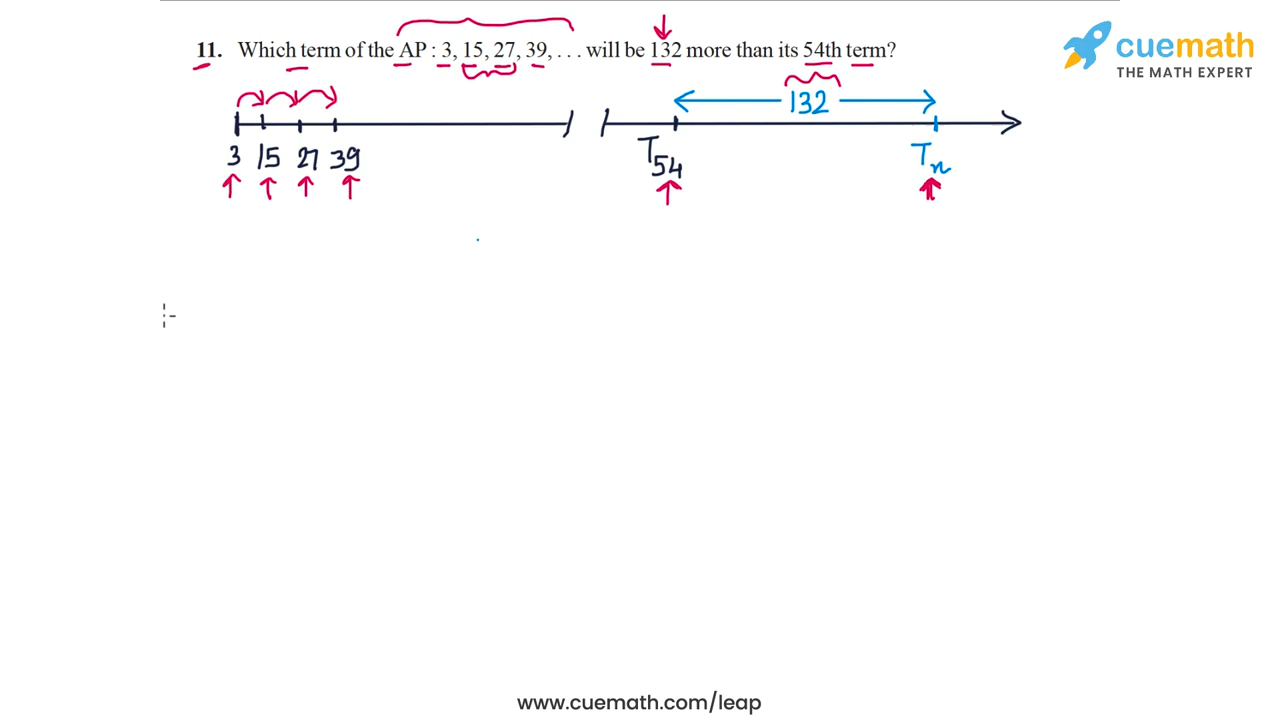 11. Which term of the AP : 3, 15, 27, 39, . . . will be 132 more than its 54th term?
cuemath
THE MATH EXPERT
132
3 15 27 39
T54
Tn
www.cuemath.com/leap